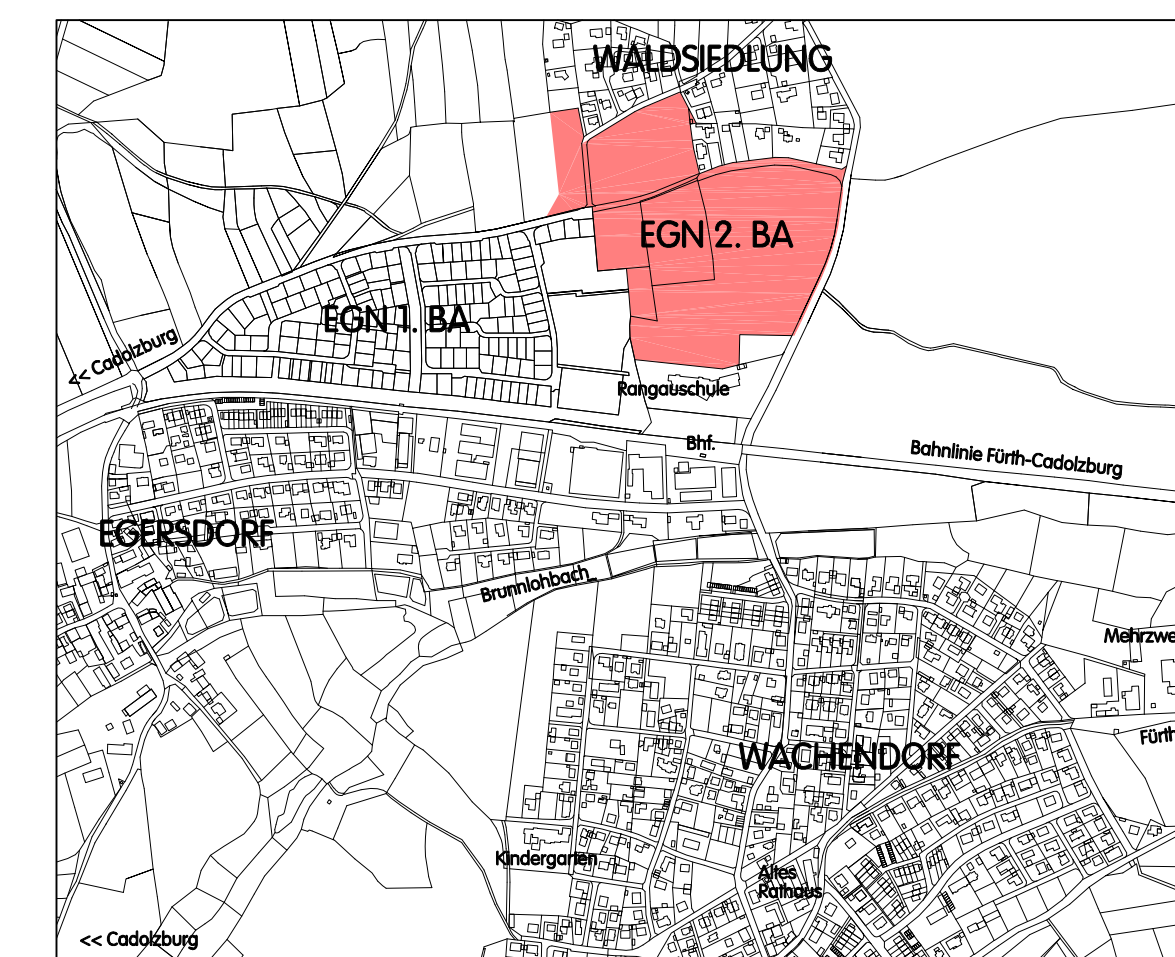 WALDSIEDLUNG
EGN 2. BA
EGN 1. BA
<< Cadolzburg
Rangauschule
Bhf.
Bahnlinie Fürth-Cadolzburg
EGERSDORF
Brunnlohbach
Mehrzwe
Fürth
WACHENDORF
Kindergarten
Altes
Rathaus
<< Cadolzburg